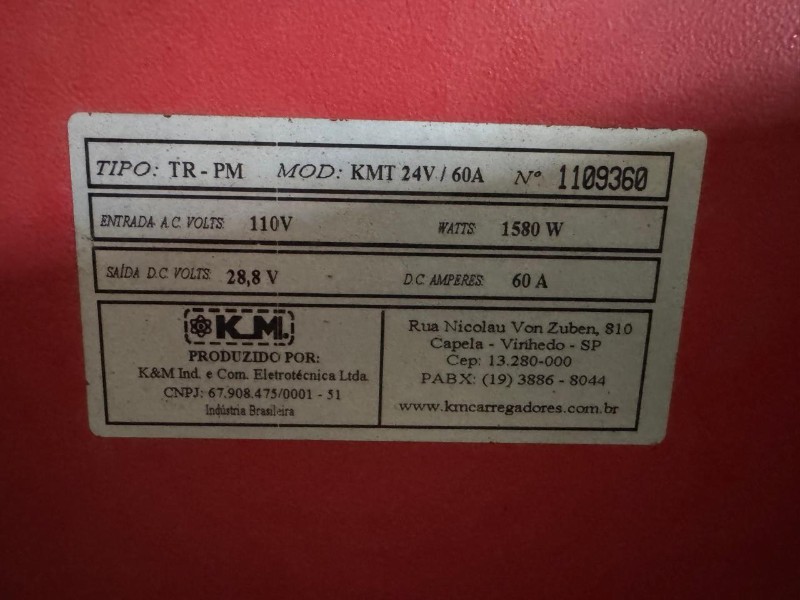 TIPO: TR - PM MOD: KMT 24V / 60A Nº 1109360
ENTRADA A.C. VOLTS: 110V WATTS: 1580 W
SAÍDA D.C. VOLTS: 28,8 V D.C. AMPERES: 60 A
K.M.
PRODUZIDO POR:
K&M Ind. e Com. Eletrotécnica Ltda.
CNPJ: 67.908.475/0001 - 51
Indústria Brasileira
Rua Nicolau Von Zuben, 810
Capela - Vinhedo - SP
Cep: 13.280-000
PABX: (19) 3886 - 8044
www.kmcarregadores.com.br